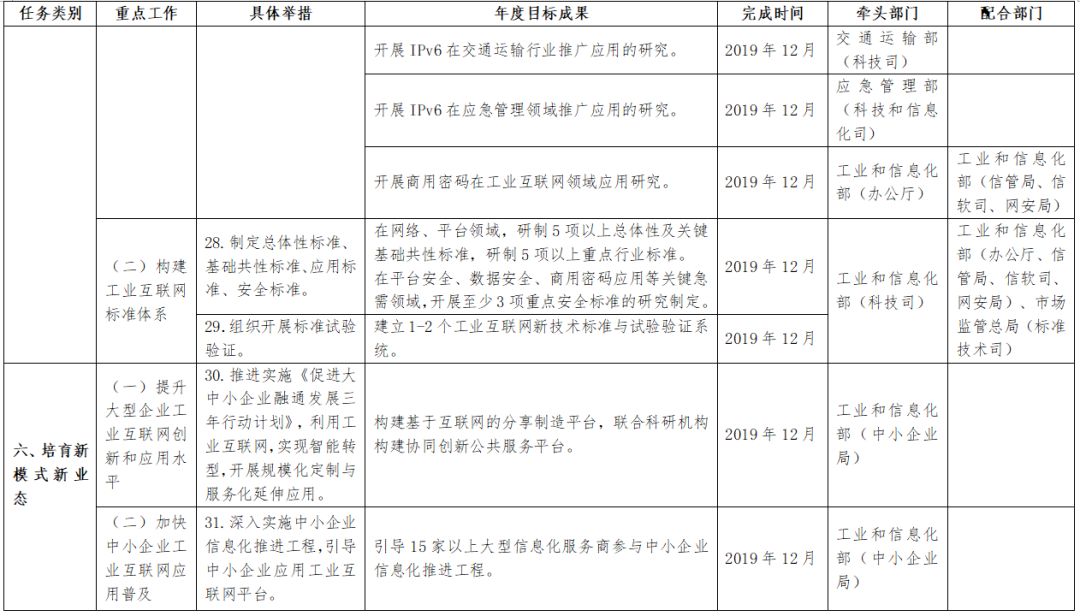 任务类别 重点工作 具体举措 年度目标成果 完成时间 牵头部门 配合部门
开展 IPv6 在交通运输行业推广应用的研究。
2019 年 12 月
交通运输部
（科技司）
开展 IPv6 在应急管理领域推广应用的研究。
2019 年 12 月
应急管理部
（科技和信息
化司）
开展商用密码在工业互联网领域应用研究。
2019 年 12 月
工业和信息化
部（办公厅）
工业和信息化
部（信管局、信
软司、网安局）
（二）构建
工业互联网
标准体系
28.制定总体性标准、
基础共性标准、应用标
准、安全标准。
在网络、平台领域，研制 5 项以上总体性及关键
基础共性标准，研制 5 项以上重点行业标准。
在平台安全、数据安全、商用密码应用等关键急
需领域,开展至少 3 项重点安全标准的研究制定。
2019 年 12 月
工业和信息化
部（科技司）
工业和信息化
部（办公厅、信
管局、信软司、
网安局）、市场
监管总局（标准
技术司）
29.组织开展标准试验
验证。
建立 1-2 个工业互联网新技术标准与试验验证系
统。
2019 年 12 月
六、培育新
模式新业
态
（一）提升
大型企业工
业互联网创
新和应用水
平
30.推进实施《促进大
中小企业融通发展三
年行动计划》，利用工
业互联网,实现智能转
型,开展规模化定制与
服务化延伸应用。
构建基于互联网的分享制造平台，联合科研机构
构建协同创新公共服务平台。
2019 年 12 月
工业和信息化
部（中小企业
局）
（二）加快
中小企业工
业互联网应
用普及
31.深入实施中小企业
信息化推进工程,引导
中小企业应用工业互
联网平台。
引导 15 家以上大型信息化服务商参与中小企业
信息化推进工程。
2019 年 12 月
工业和信息化
部（中小企业
局）